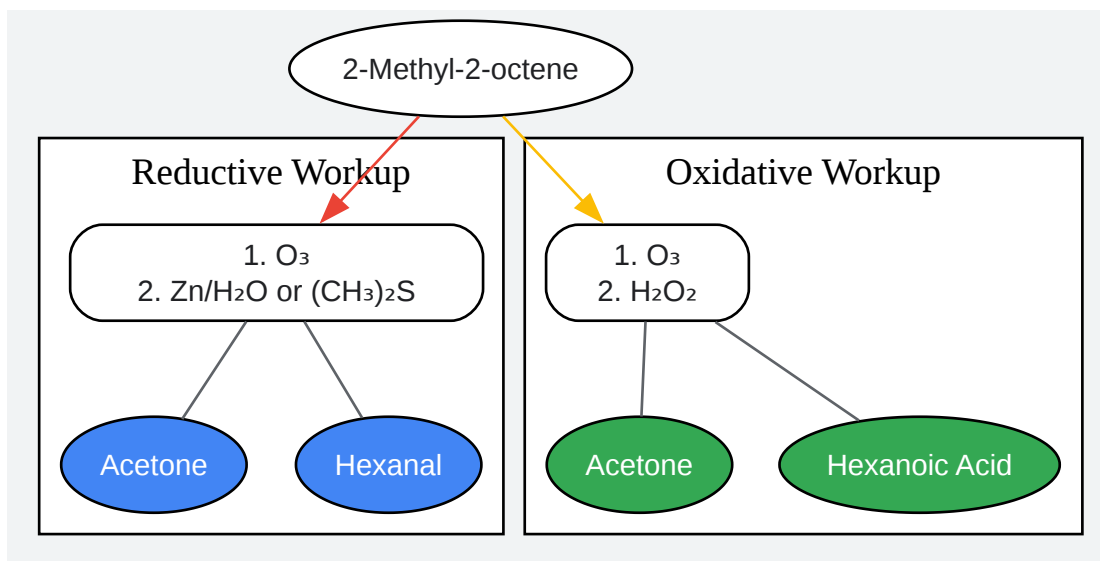 2-Methyl-2-octene
Reductive Workup
Oxidative Workup
1. O₃
2. Zn/H₂O or (CH₃)₂S
1. O₃
2. H₂O₂
Acetone
Hexanal
Acetone
Hexanoic Acid